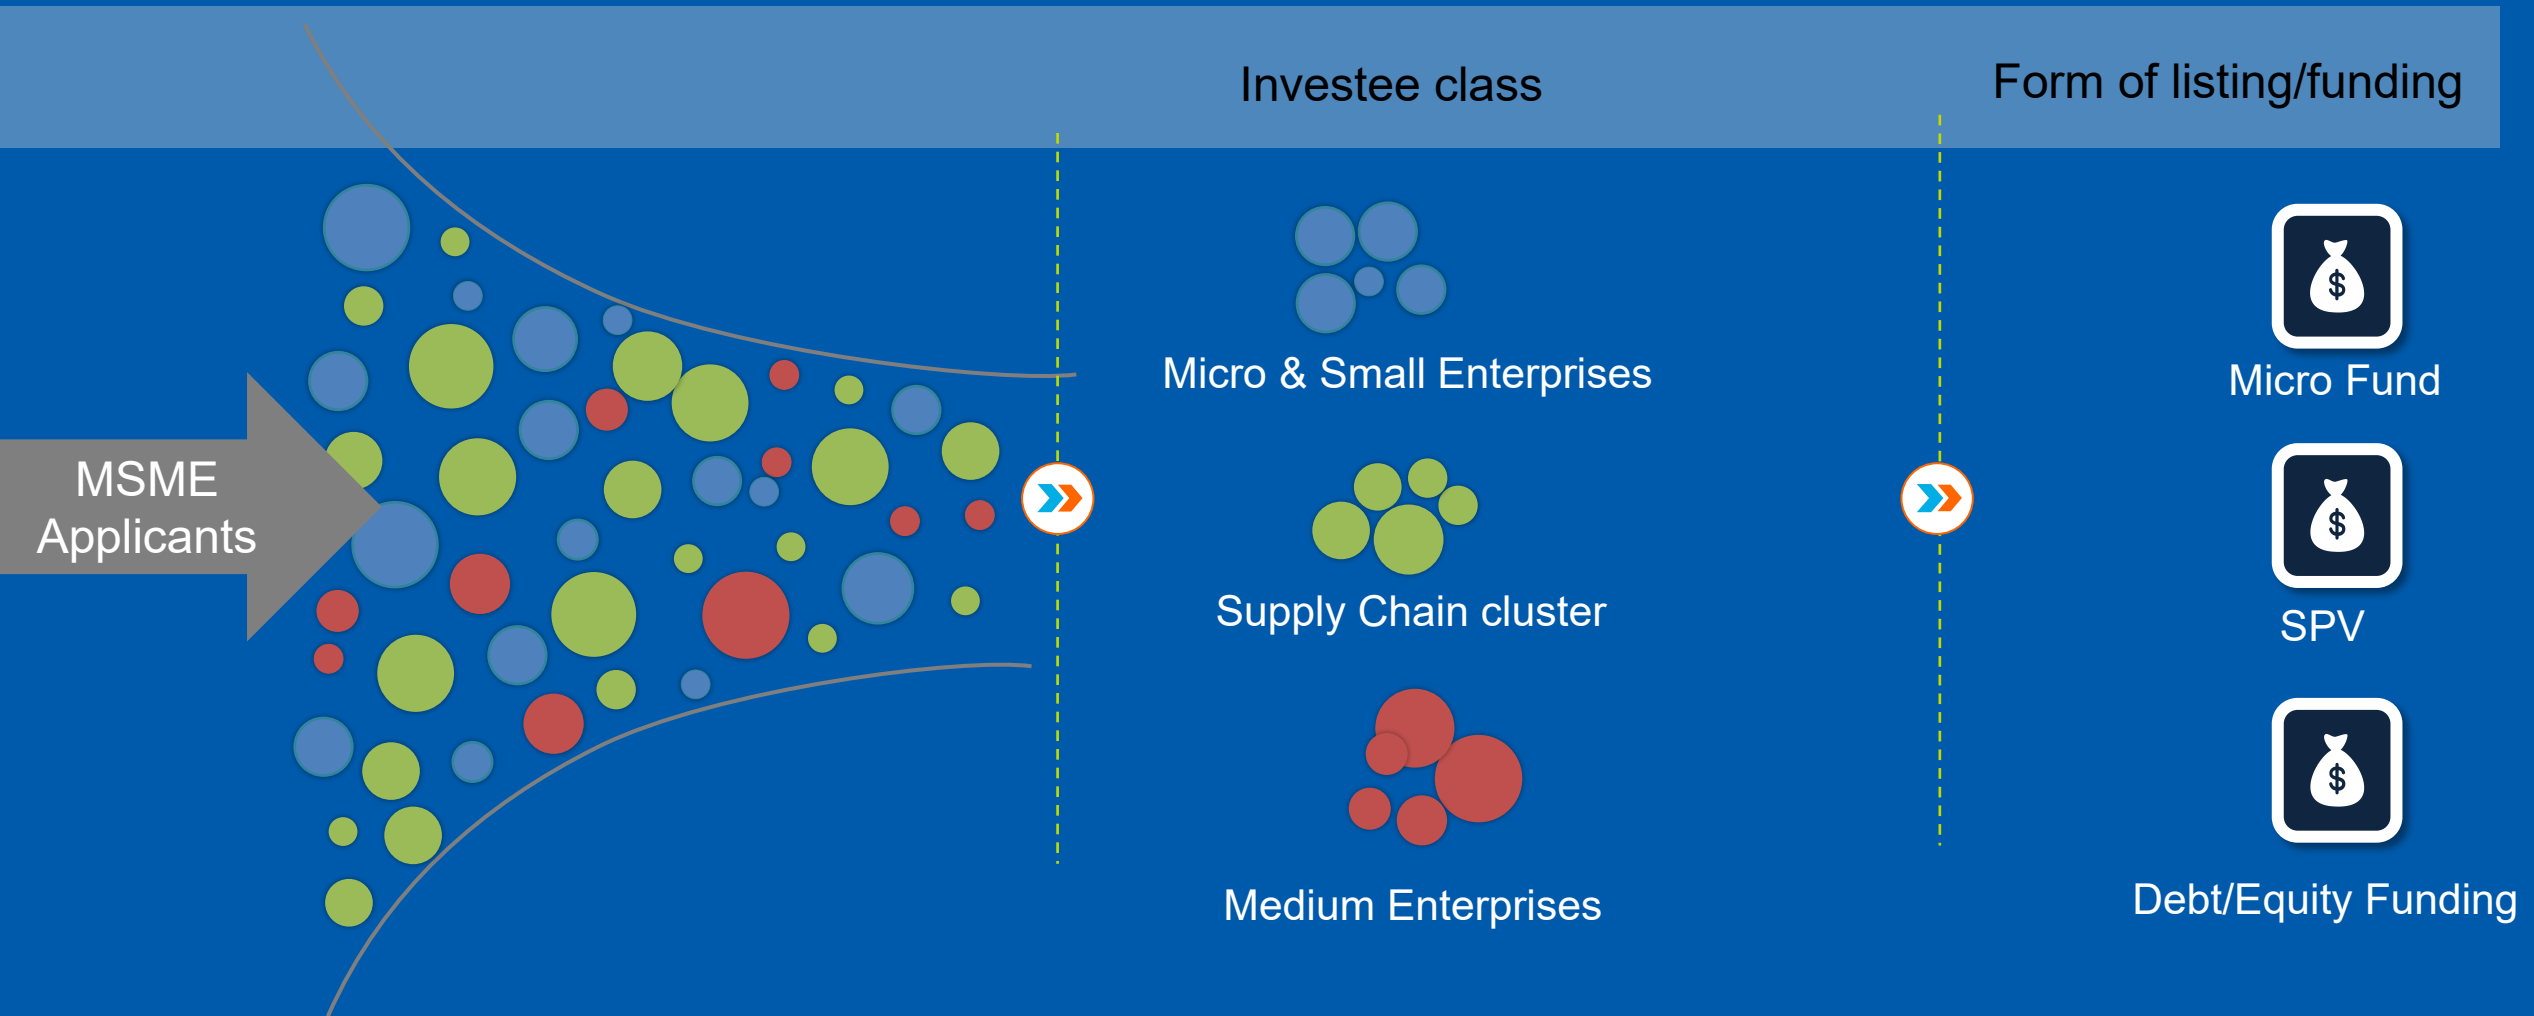 Investee class
Form of listing/funding
MSME
Applicants
Micro & Small Enterprises
Micro Fund
Supply Chain cluster
SPV
Medium Enterprises
Debt/Equity Funding